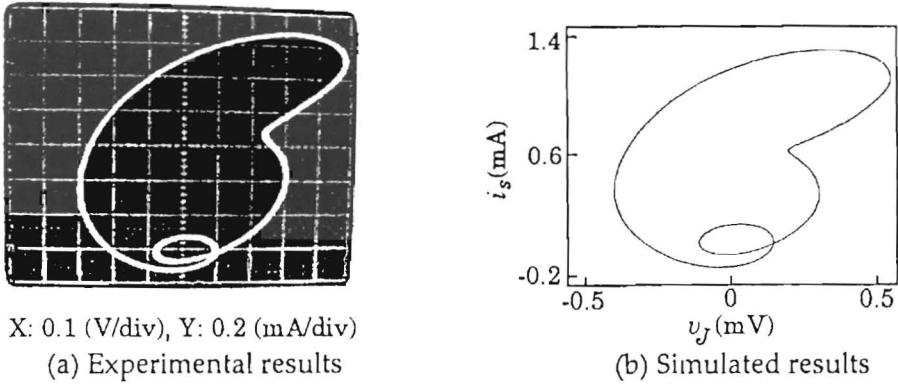 X: 0.1 (V/div), Y: 0.2 (mA/div)
(a) Experimental results
1.4
0.6
-0.2
i_s (mA)
-0.5
0
0.5
v_J (mV)
(b) Simulated results